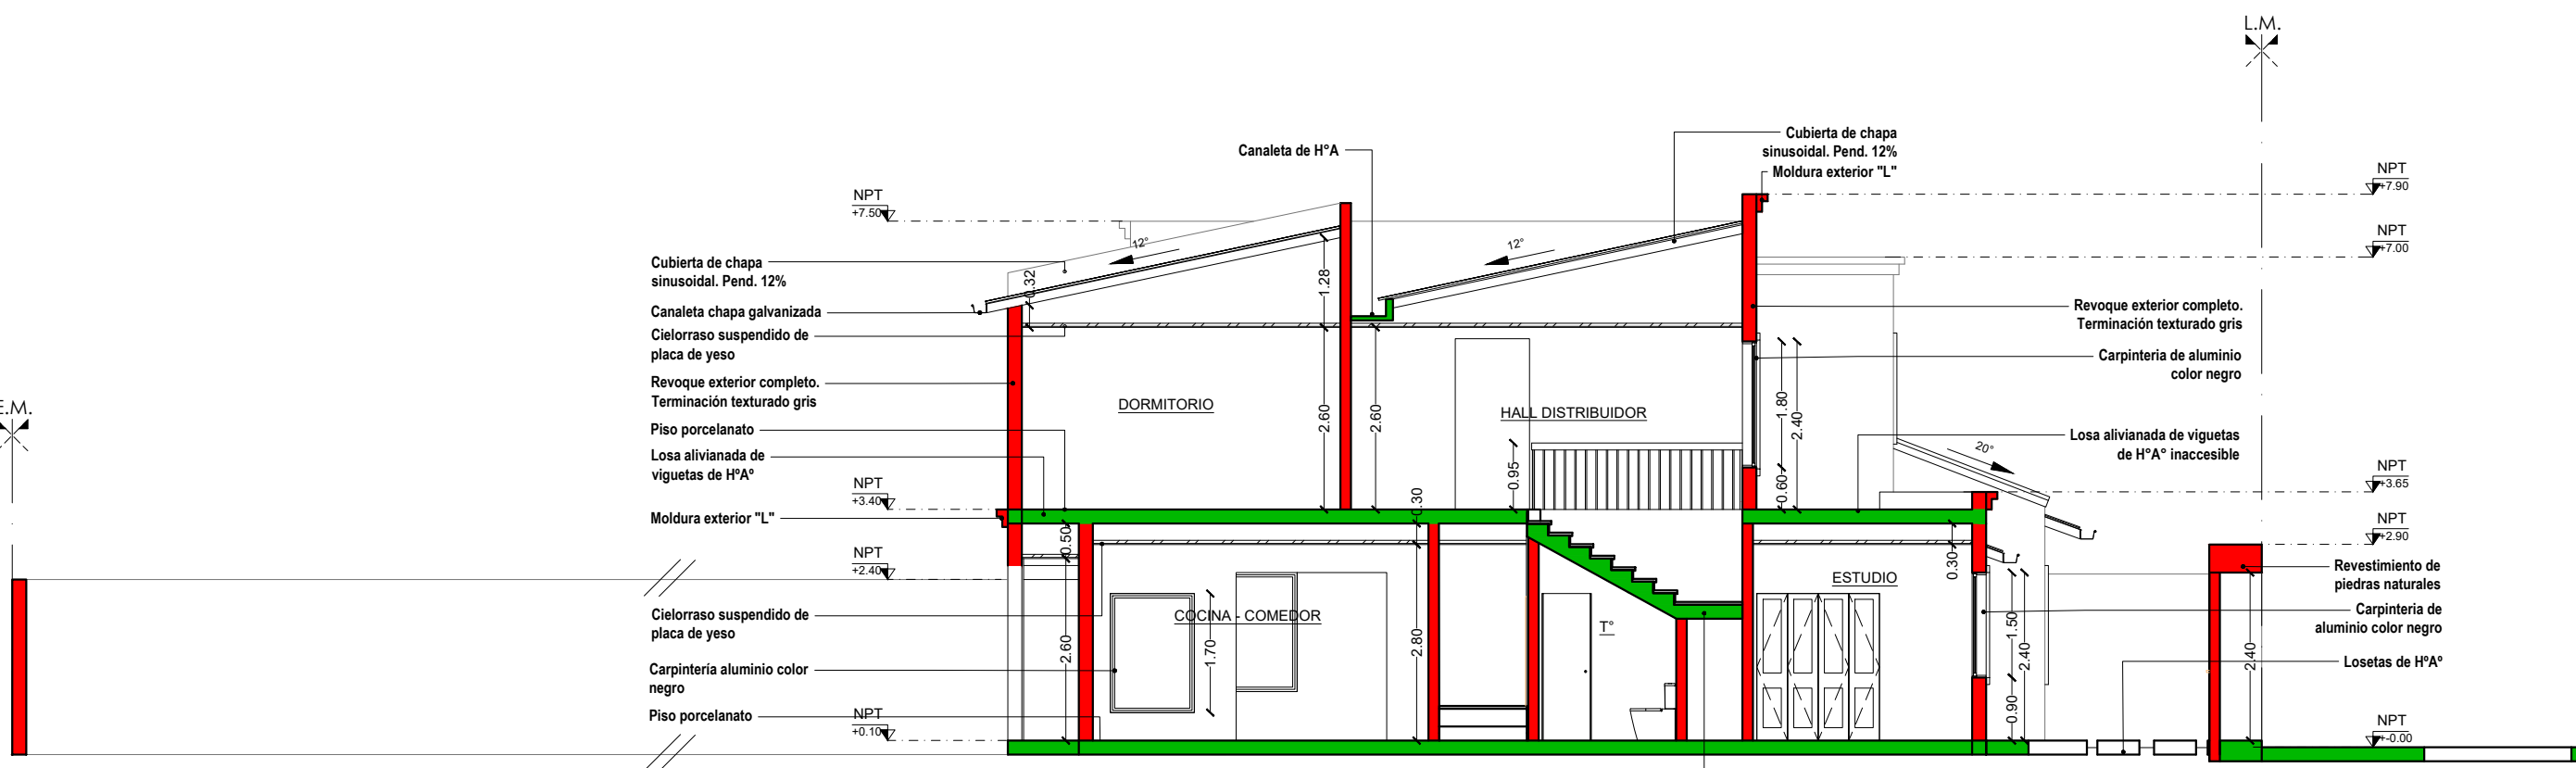 L.M.
E.M.
Canaleta de H°A
Cubierta de chapa
sinusoidal. Pend. 12%
Moldura exterior "L"
NPT
+7.90
NPT
+7.50
NPT
+7.00
12°
12°
Cubierta de chapa
sinusoidal. Pend. 12%
Canaleta chapa galvanizada
Cielorraso suspendido de
placa de yeso
Revoque exterior completo.
Terminación texturado gris
Piso porcelanato
Losa alivianada de
viguetas de HºAº
NPT
+3.40
Moldura exterior "L"
NPT
+2.40
Cielorraso suspendido de
placa de yeso
Carpintería aluminio color
negro
Piso porcelanato
NPT
+0.10
0.32
1.28
2.60
2.60
DORMITORIO
HALL DISTRIBUIDOR
0.95
1.80
2.40
0.60
0.30
0.50
2.60
COCINA - COMEDOR
1.70
2.80
T°
ESTUDIO
0.30
1.50
2.40
0.90
2.40
20°
Revoque exterior completo.
Terminación texturado gris
Carpinteria de aluminio
color negro
Losa alivianada de viguetas
de HºA° inaccesible
NPT
+3.65
NPT
+2.90
Revestimiento de
piedras naturales
Carpinteria de
aluminio color negro
Losetas de HºAº
NPT
+-0.00